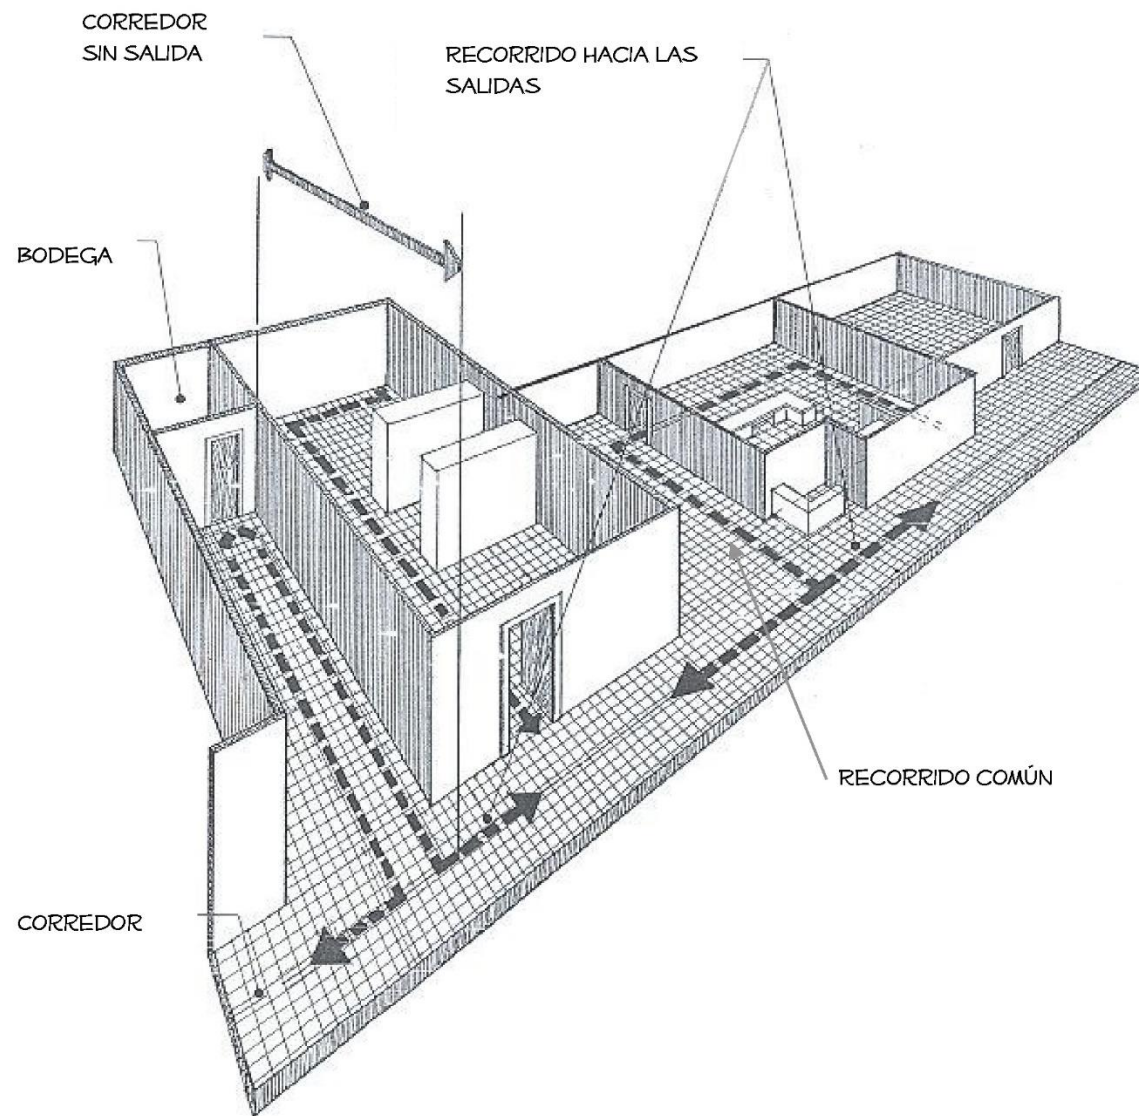 CORREDOR
SIN SALIDA
RECORRIDO HACIA LAS
SALIDAS
BODEGA
RECORRIDO COMÚN
CORREDOR